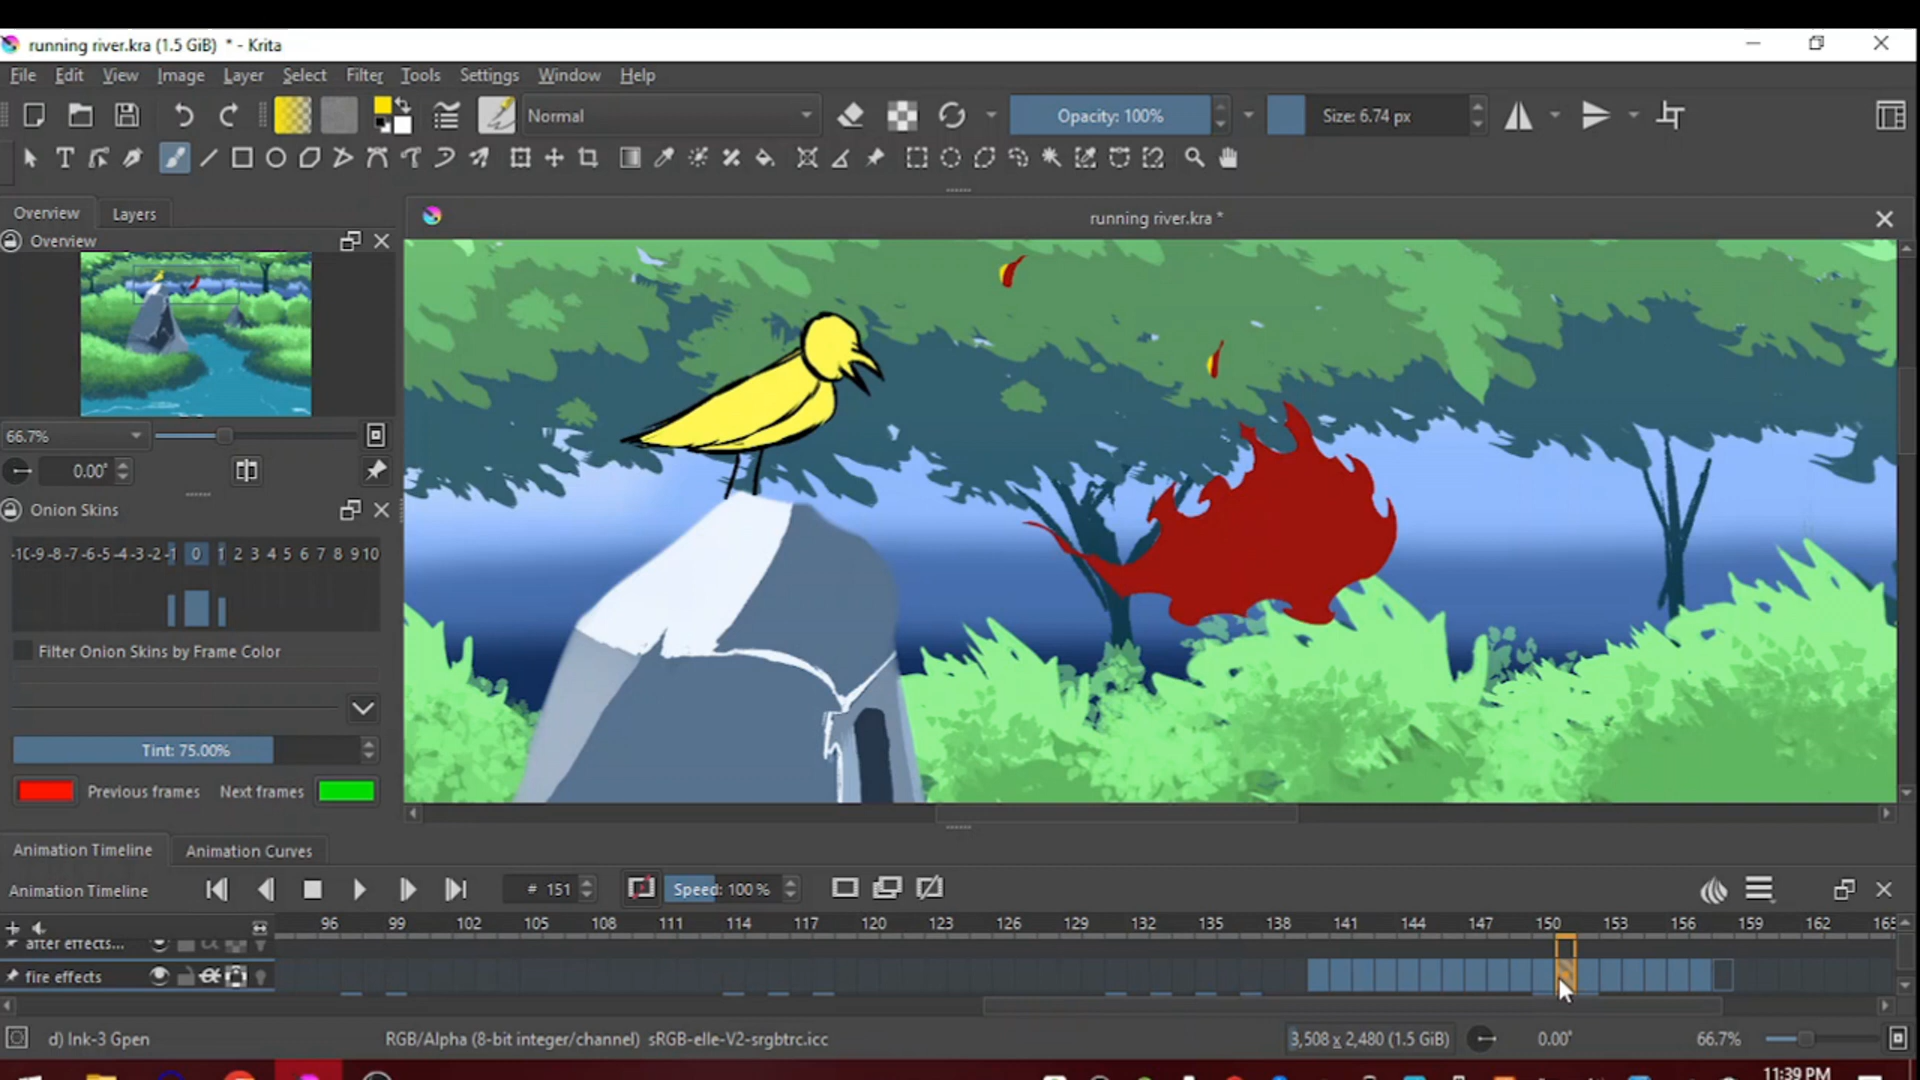 running river.kra (1.5 GiB) * - Krita
File Edit View Image Layer Select Filter Tools Settings Window Help
Normal Opacity: 100% Size: 6.74 px
Overview Layers
running river.kra *
Overview
66.7%
0.00°
Onion Skins
-10 -9 -8 -7 -6 -5 -4 -3 -2 -1 0 1 2 3 4 5 6 7 8 9 10
Filter Onion Skins by Frame Color
Tint: 75.00%
Previous frames Next frames
Animation Timeline Animation Curves
Animation Timeline # 151 Speed: 100 %
96 99 102 105 108 111 114 117 120 123 126 129 132 135 138 141 144 147 150 153 156 159 162 165
after effects...
fire effects
d) Ink-3 Gpen RGB/Alpha (8-bit integer/channel) sRGB-elle-V2-srgbtrc.icc 3,508 x 2,480 (1.5 GiB) 0.00° 66.7%
11:39 PM